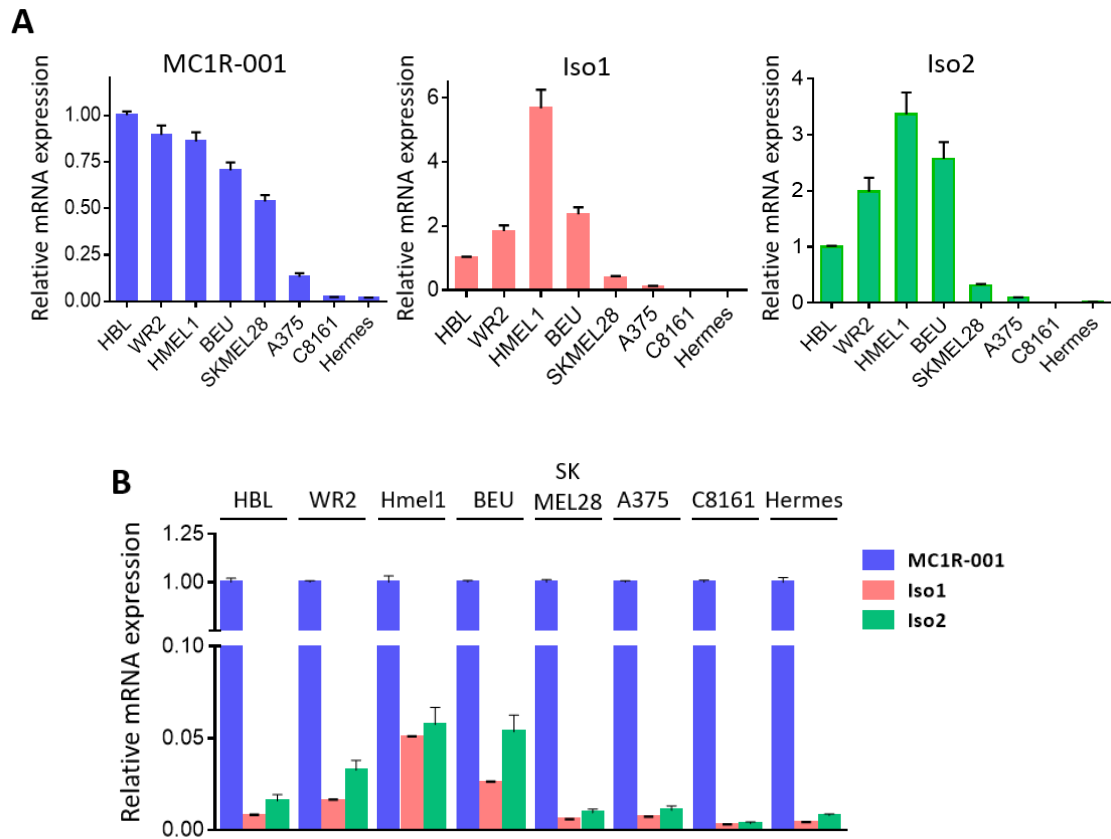 A
MC1R-001
Relative mRNA expression
1.00
0.75
0.50
0.25
0.00
HBL
WR2
HMEL1
BEU
SKMEL28
A375
C8161
Hermes
Iso1
Relative mRNA expression
6
4
2
0
HBL
WR2
HMEL1
BEU
SKMEL28
A375
C8161
Hermes
Iso2
Relative mRNA expression
4
3
2
1
0
HBL
WR2
HMEL1
BEU
SKMEL28
A375
C8161
Hermes
B
HBL WR2 Hmel1 BEU SK
MEL28 A375 C8161 Hermes
Relative mRNA expression
1.25
1.00
0.10
0.05
0.00
MC1R-001
Iso1
Iso2